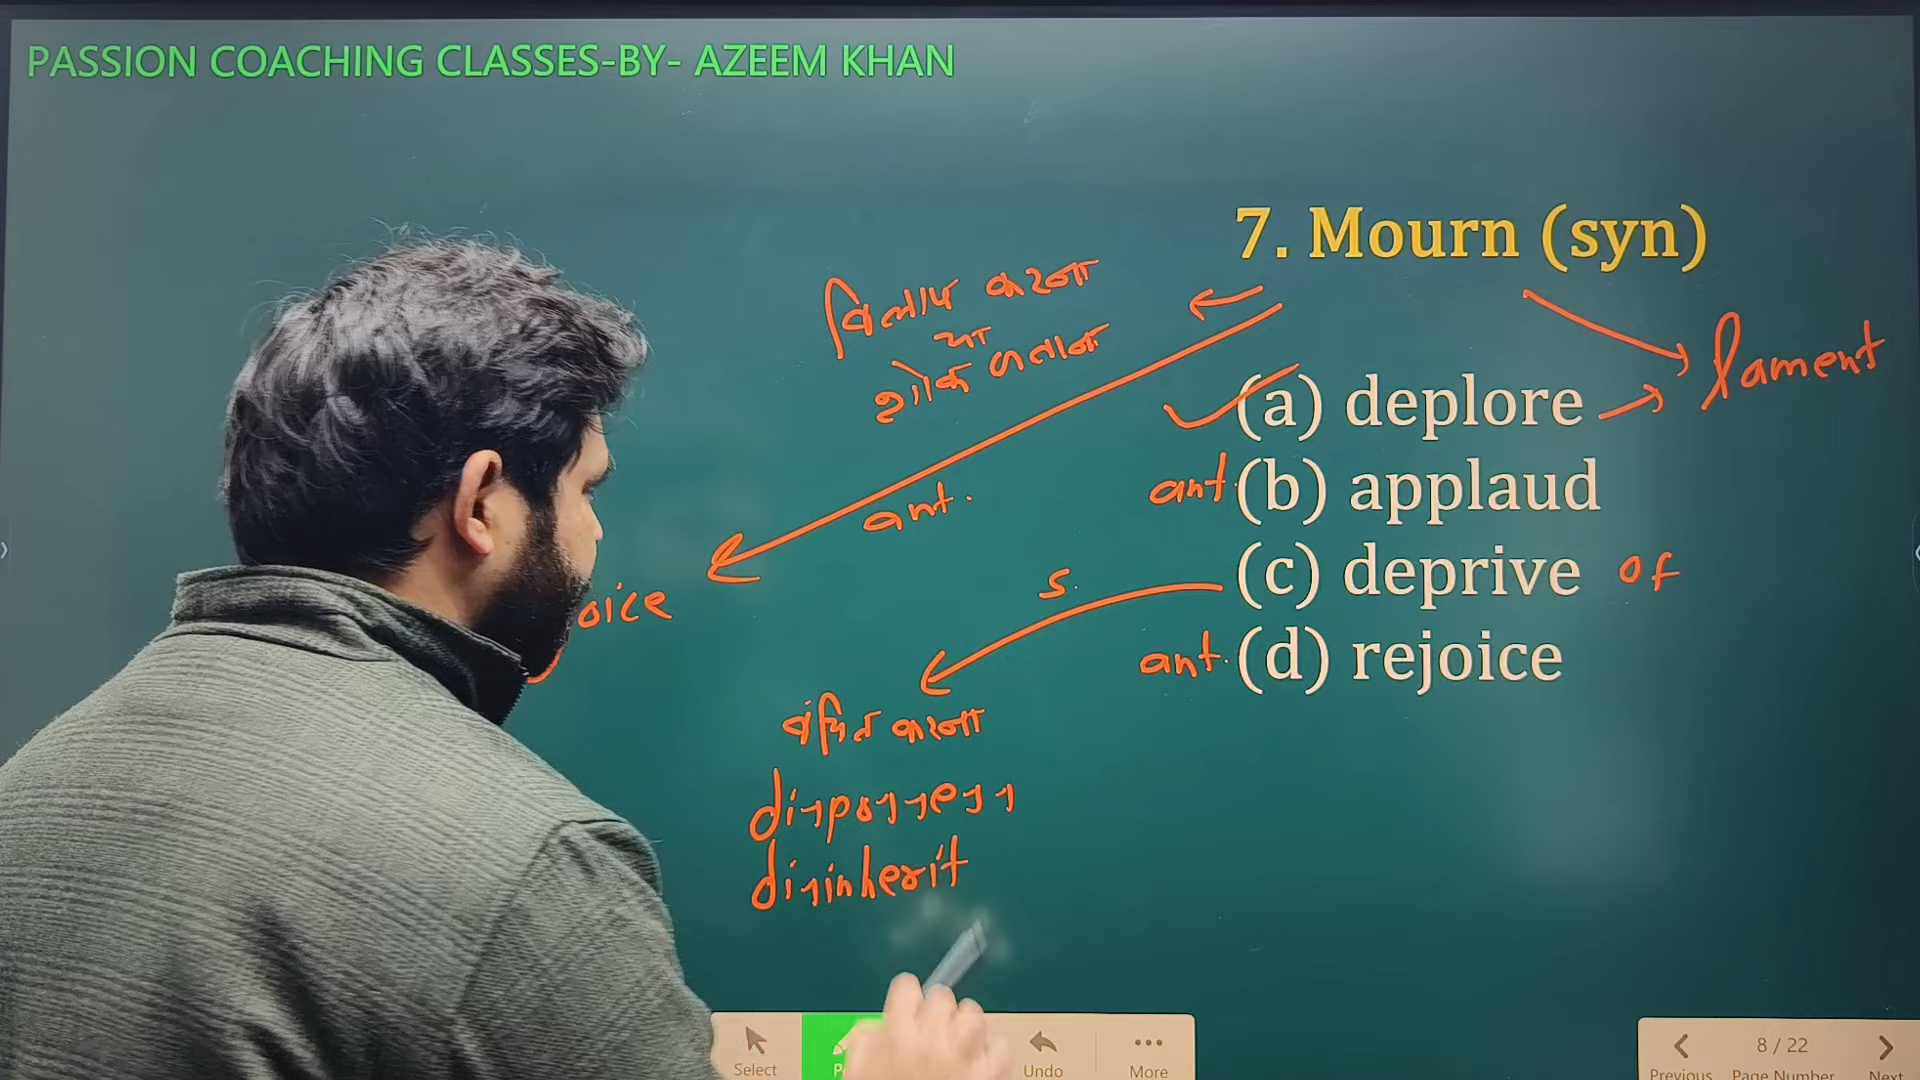 PASSION COACHING CLASSES-BY- AZEEM KHAN
7. Mourn (syn)
विलाप करना
या
शोक मनाना
lament
(a) deplore
ant. (b) applaud
ant.
(c) deprive of
s.
oice
ant. (d) rejoice
वंचित करना
dispossess
disinherit
Select
Undo
More
8 / 22
Previous
Page Number
Next